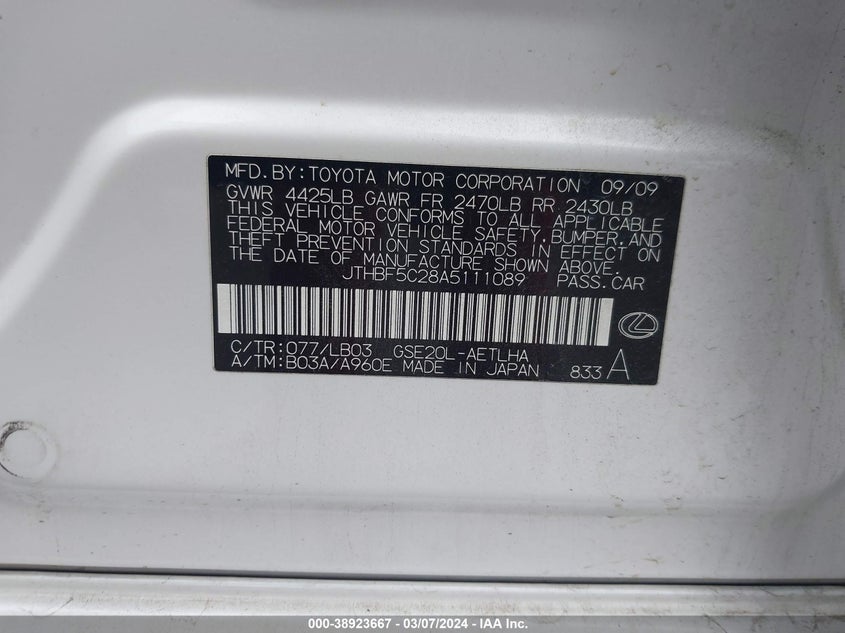 MFD.BY:TOYOTA MOTOR CORPORATION 09/09
GVWR 4425LB GAWR FR 2470LB RR 2430LB
THIS VEHICLE CONFORMS TO ALL APPLICABLE
FEDERAL MOTOR VEHICLE SAFETY,BUMPER,AND
THEFT PREVENTION STANDARDS IN EFFECT ON
THE DATE OF MANUFACTURE SHOWN ABOVE.
JTHBF5C28A5111089 PASS.CAR
C/TR:077/LB03 GSE20L-AETLHA
A/TM:B03A/A960E MADE IN JAPAN 833 A
000-38923667 - 03/07/2024 - IAA Inc.